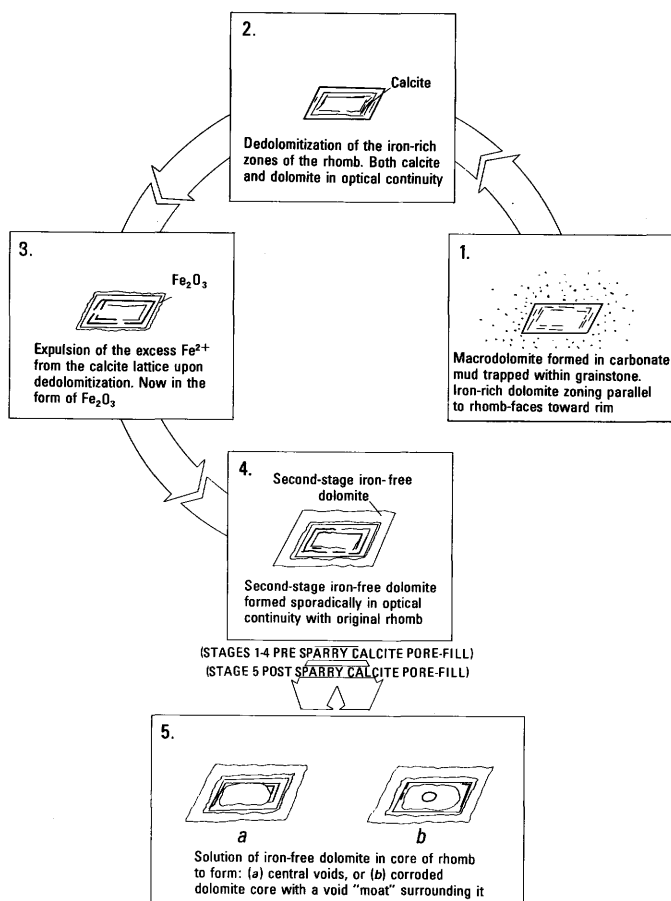 1.
Macrodolomite formed in carbonate
mud trapped within grainstone.
Iron-rich dolomite zoning parallel
to rhomb-faces toward rim
2.
Calcite
Dedolomitization of the iron-rich
zones of the rhomb. Both calcite
and dolomite in optical continuity
3.
Fe₂O₃
Expulsion of the excess Fe²⁺
from the calcite lattice upon
dedolomitization. Now in the
form of Fe₂O₃
4.
Second-stage iron-free
dolomite
Second-stage iron-free dolomite
formed sporadically in optical
continuity with original rhomb
(STAGES 1-4 PRE SPARRY CALCITE PORE-FILL)
(STAGE 5 POST SPARRY CALCITE PORE-FILL)
5.
a
b
Solution of iron-free dolomite in core of rhomb
to form: (a) central voids, or (b) corroded
dolomite core with a void "moat" surrounding it